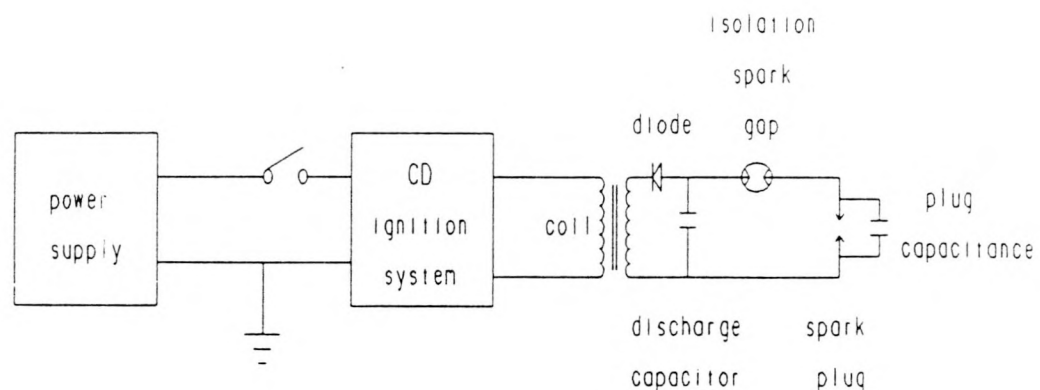 isolation
spark
gap
diode
power
supply
CD
ignition
system
coil
plug
capacitance
discharge
capacitor
spark
plug